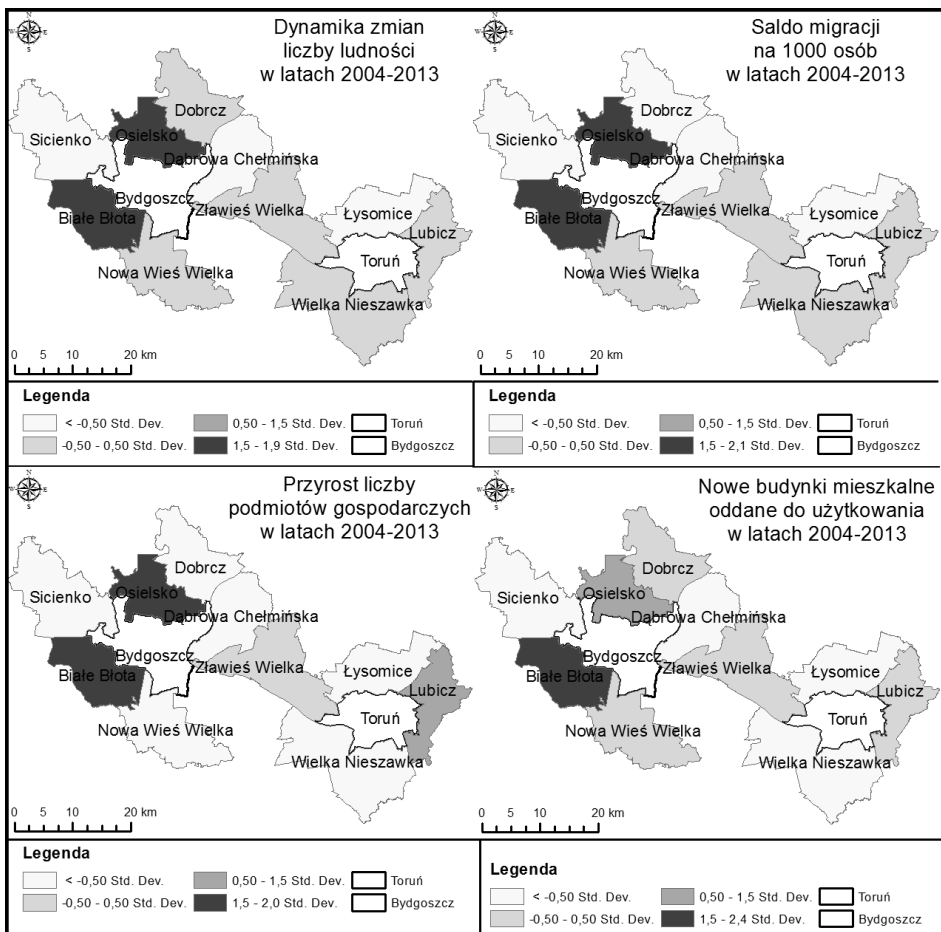 Dynamika zmian
liczby ludności
w latach 2004-2013
N
W E
S
Dobrcz
Sicienko
Osielsko
Dąbrowa Chełmińska
Bydgoszcz
Białe Błota
Zławieś Wielka
Łysomice
Lubicz
Toruń
Nowa Wieś Wielka
Wielka Nieszawka
0 5 10 20 km
Legenda
< -0,50 Std. Dev.
0,50 - 1,5 Std. Dev.
Toruń
-0,50 - 0,50 Std. Dev.
1,5 - 1,9 Std. Dev.
Bydgoszcz
Saldo migracji
na 1000 osób
w latach 2004-2013
N
W E
S
Dobrcz
Sicienko
Osielsko
Dąbrowa Chełmińska
Bydgoszcz
Białe Błota
Zławieś Wielka
Łysomice
Lubicz
Toruń
Nowa Wieś Wielka
Wielka Nieszawka
0 5 10 20 km
Legenda
< -0,50 Std. Dev.
0,50 - 1,5 Std. Dev.
Toruń
-0,50 - 0,50 Std. Dev.
1,5 - 2,1 Std. Dev.
Bydgoszcz
Przyrost liczby
podmiotów gospodarczych
w latach 2004-2013
N
W E
S
Dobrcz
Sicienko
Osielsko
Dąbrowa Chełmińska
Bydgoszcz
Białe Błota
Zławieś Wielka
Łysomice
Lubicz
Toruń
Nowa Wieś Wielka
Wielka Nieszawka
0 5 10 20 km
Legenda
< -0,50 Std. Dev.
0,50 - 1,5 Std. Dev.
Toruń
-0,50 - 0,50 Std. Dev.
1,5 - 2,0 Std. Dev.
Bydgoszcz
Nowe budynki mieszkalne
oddane do użytkowania
w latach 2004-2013
N
W E
S
Dobrcz
Sicienko
Osielsko
Dąbrowa Chełmińska
Bydgoszcz
Białe Błota
Zławieś Wielka
Łysomice
Lubicz
Toruń
Nowa Wieś Wielka
Wielka Nieszawka
0 5 10 20 km
Legenda
< -0,50 Std. Dev.
0,50 - 1,5 Std. Dev.
Toruń
-0,50 - 0,50 Std. Dev.
1,5 - 2,4 Std. Dev.
Bydgoszcz